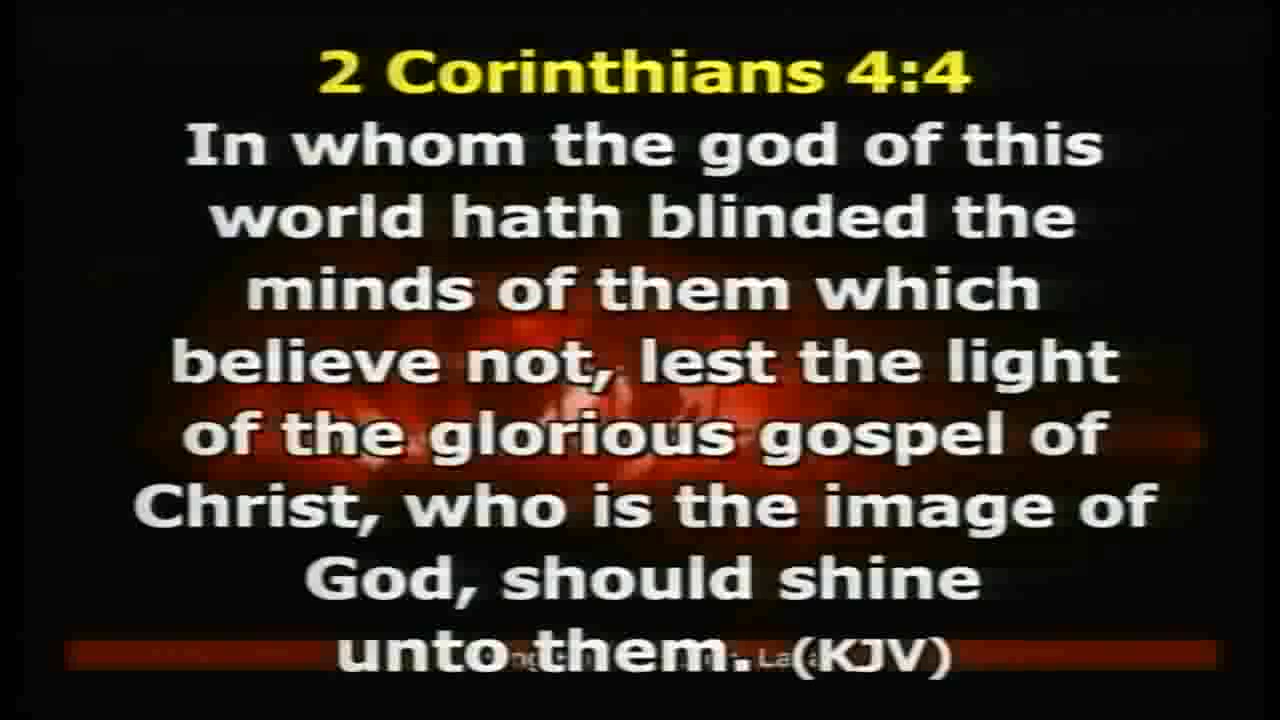 2 Corinthians 4:4
In whom the god of this
world hath blinded the
minds of them which
believe not, lest the light
of the glorious gospel of
Christ, who is the image of
God, should shine
unto them. (KJV)